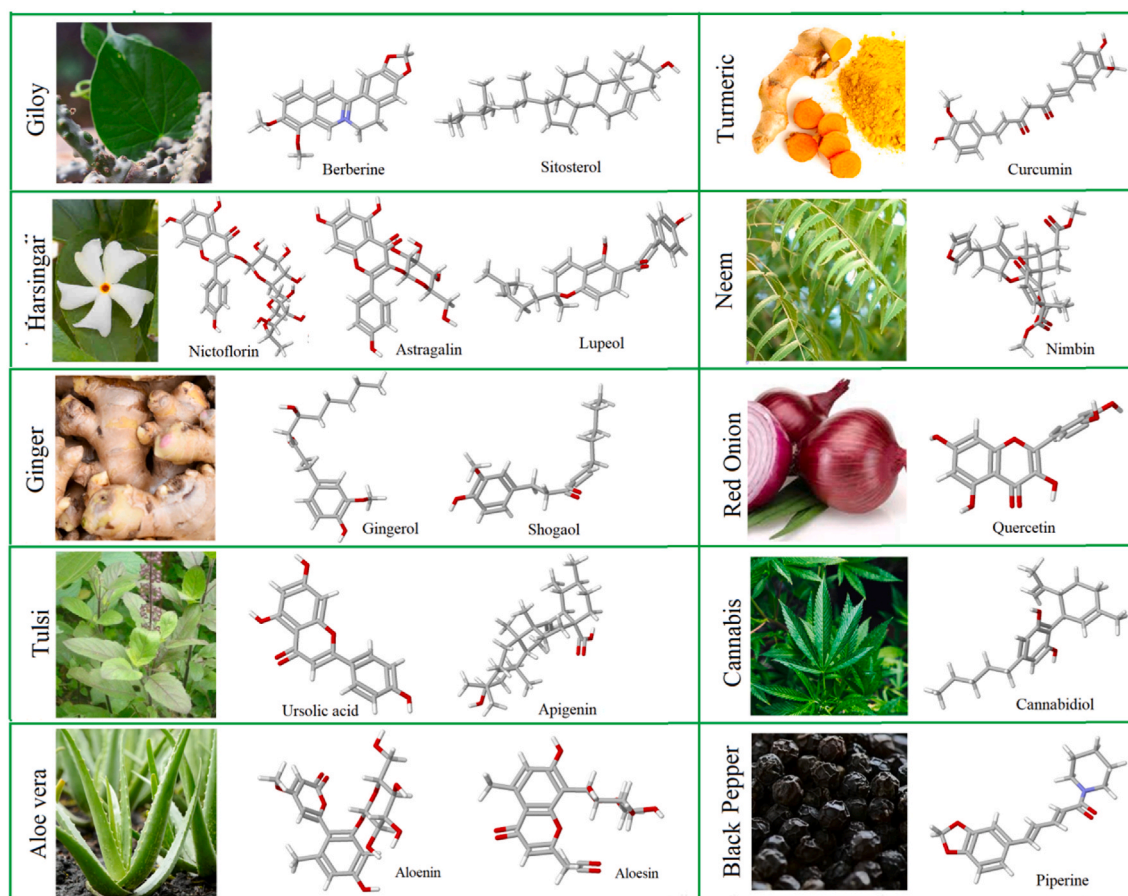 Giloy
Berberine
Sitosterol
Turmeric
Curcumin
Harsingar
Nictoflorin
Astragalin
Lupeol
Neem
Nimbin
Ginger
Gingerol
Shogaol
Red Onion
Quercetin
Tulsi
Ursolic acid
Apigenin
Cannabis
Cannabidiol
Aloe vera
Aloenin
Aloesin
Black Pepper
Piperine